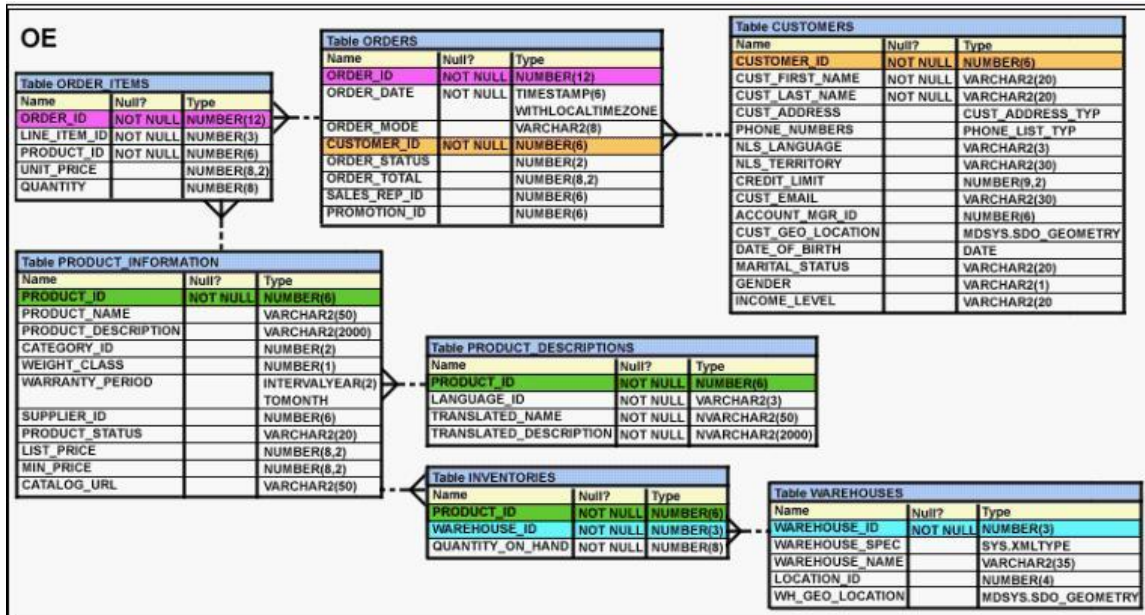 OE
Table ORDER_ITEMS
Name Null? Type
ORDER_ID NOT NULL NUMBER(12)
LINE_ITEM_ID NOT NULL NUMBER(3)
PRODUCT_ID NOT NULL NUMBER(6)
UNIT_PRICE NUMBER(8,2)
QUANTITY NUMBER(8)
Table ORDERS
Name Null? Type
ORDER_ID NOT NULL NUMBER(12)
ORDER_DATE NOT NULL TIMESTAMP(6)
WITHLOCALTIMEZONE
ORDER_MODE VARCHAR2(8)
CUSTOMER_ID NOT NULL NUMBER(6)
ORDER_STATUS NUMBER(2)
ORDER_TOTAL NUMBER(8,2)
SALES_REP_ID NUMBER(6)
PROMOTION_ID NUMBER(6)
Table CUSTOMERS
Name Null? Type
CUSTOMER_ID NOT NULL NUMBER(6)
CUST_FIRST_NAME NOT NULL VARCHAR2(20)
CUST_LAST_NAME NOT NULL VARCHAR2(20)
CUST_ADDRESS CUST_ADDRESS_TYP
PHONE_NUMBERS PHONE_LIST_TYP
NLS_LANGUAGE VARCHAR2(3)
NLS_TERRITORY VARCHAR2(30)
CREDIT_LIMIT NUMBER(9,2)
CUST_EMAIL VARCHAR2(30)
ACCOUNT_MGR_ID NUMBER(6)
CUST_GEO_LOCATION MDSYS.SDO_GEOMETRY
DATE_OF_BIRTH DATE
MARITAL_STATUS VARCHAR2(20)
GENDER VARCHAR2(1)
INCOME_LEVEL VARCHAR2(20
Table PRODUCT_INFORMATION
Name Null? Type
PRODUCT_ID NOT NULL NUMBER(6)
PRODUCT_NAME VARCHAR2(50)
PRODUCT_DESCRIPTION VARCHAR2(2000)
CATEGORY_ID NUMBER(2)
WEIGHT_CLASS NUMBER(1)
WARRANTY_PERIOD INTERVALYEAR(2)
TOMONTH
SUPPLIER_ID NUMBER(6)
PRODUCT_STATUS VARCHAR2(20)
LIST_PRICE NUMBER(8,2)
MIN_PRICE NUMBER(8,2)
CATALOG_URL VARCHAR2(50)
Table PRODUCT_DESCRIPTIONS
Name Null? Type
PRODUCT_ID NOT NULL NUMBER(6)
LANGUAGE_ID NOT NULL VARCHAR2(3)
TRANSLATED_NAME NOT NULL NVARCHAR2(50)
TRANSLATED_DESCRIPTION NOT NULL NVARCHAR2(2000)
Table INVENTORIES
Name Null? Type
PRODUCT_ID NOT NULL NUMBER(6)
WAREHOUSE_ID NOT NULL NUMBER(3)
QUANTITY_ON_HAND NOT NULL NUMBER(8)
Table WAREHOUSES
Name Null? Type
WAREHOUSE_ID NOT NULL NUMBER(3)
WAREHOUSE_SPEC SYS.XMLTYPE
WAREHOUSE_NAME VARCHAR2(35)
LOCATION_ID NUMBER(4)
WH_GEO_LOCATION MDSYS.SDO_GEOMETRY